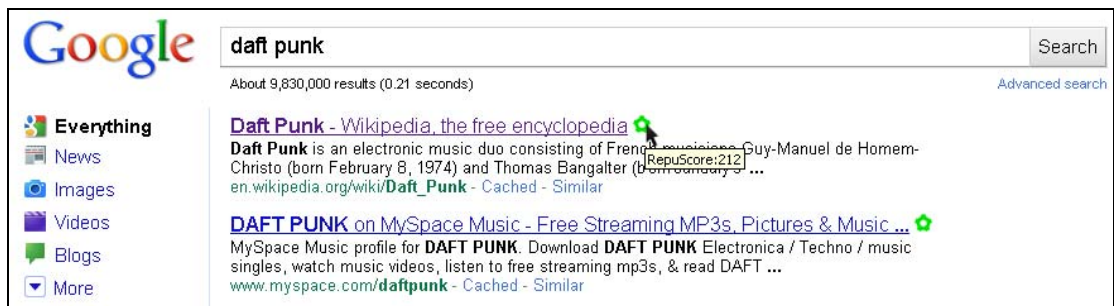 Google
daft punk
Search
About 9,830,000 results (0.21 seconds)
Advanced search
Everything
News
Images
Videos
Blogs
More
Daft Punk - Wikipedia, the free encyclopedia
Daft Punk is an electronic music duo consisting of French musicians Guy-Manuel de Homem-
Christo (born February 8, 1974) and Thomas Bangalter (born January 3 ...
RepuScore:212
en.wikipedia.org/wiki/Daft_Punk - Cached - Similar
DAFT PUNK on MySpace Music - Free Streaming MP3s, Pictures & Music ...
MySpace Music profile for DAFT PUNK. Download DAFT PUNK Electronica / Techno / music
singles, watch music videos, listen to free streaming mp3s, & read DAFT ...
www.myspace.com/daftpunk - Cached - Similar